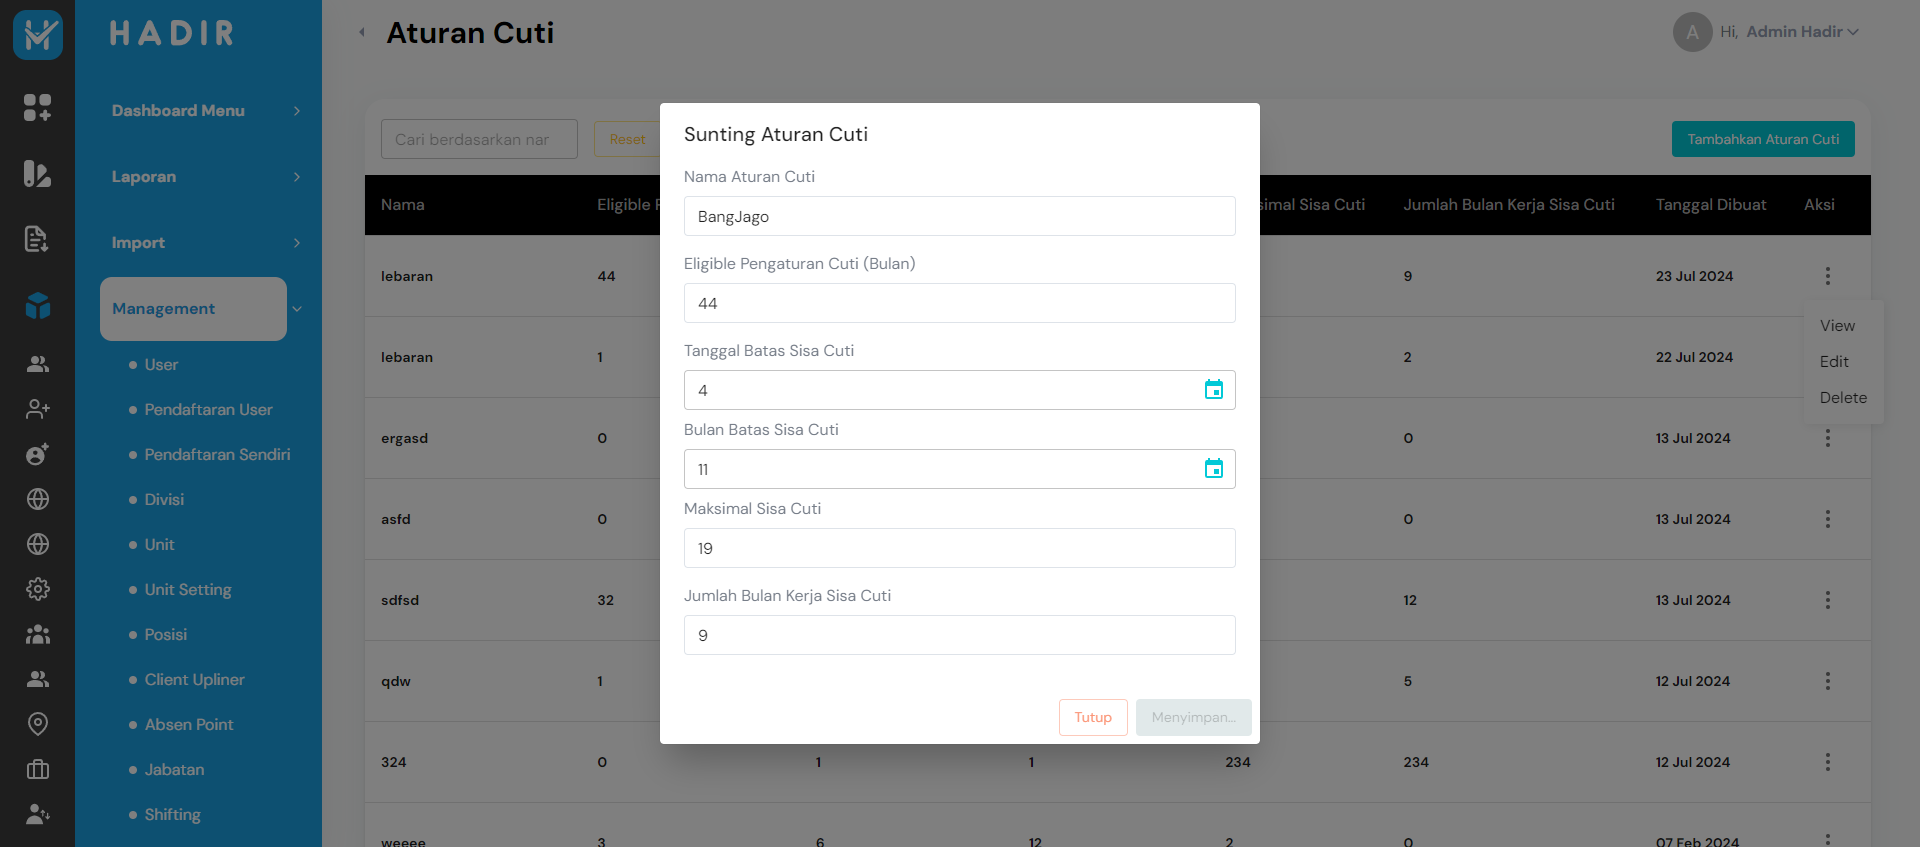 HADIR
Aturan Cuti
A Hi, Admin Hadir
Dashboard Menu
Laporan
Import
Management
User
Pendaftaran User
Pendaftaran Sendiri
Divisi
Unit
Unit Setting
Posisi
Client Upliner
Absen Point
Jabatan
Shifting
Cari berdasarkan nar
Reset
Tambahkan Aturan Cuti
Nama Eligible simal Sisa Cuti Jumlah Bulan Kerja Sisa Cuti Tanggal Dibuat Aksi
lebaran 44 9 23 Jul 2024
lebaran 1 2 22 Jul 2024
ergasd 0 0 13 Jul 2024
asfd 0 0 13 Jul 2024
sdfsd 32 12 13 Jul 2024
qdw 1 5 12 Jul 2024
324 0 1 1 234 234 12 Jul 2024
weeee 3 6 12 2 0 07 Feb 2024
View
Edit
Delete
Sunting Aturan Cuti
Nama Aturan Cuti
BangJago
Eligible Pengaturan Cuti (Bulan)
44
Tanggal Batas Sisa Cuti
4
Bulan Batas Sisa Cuti
11
Maksimal Sisa Cuti
19
Jumlah Bulan Kerja Sisa Cuti
9
Tutup
Menyimpan...